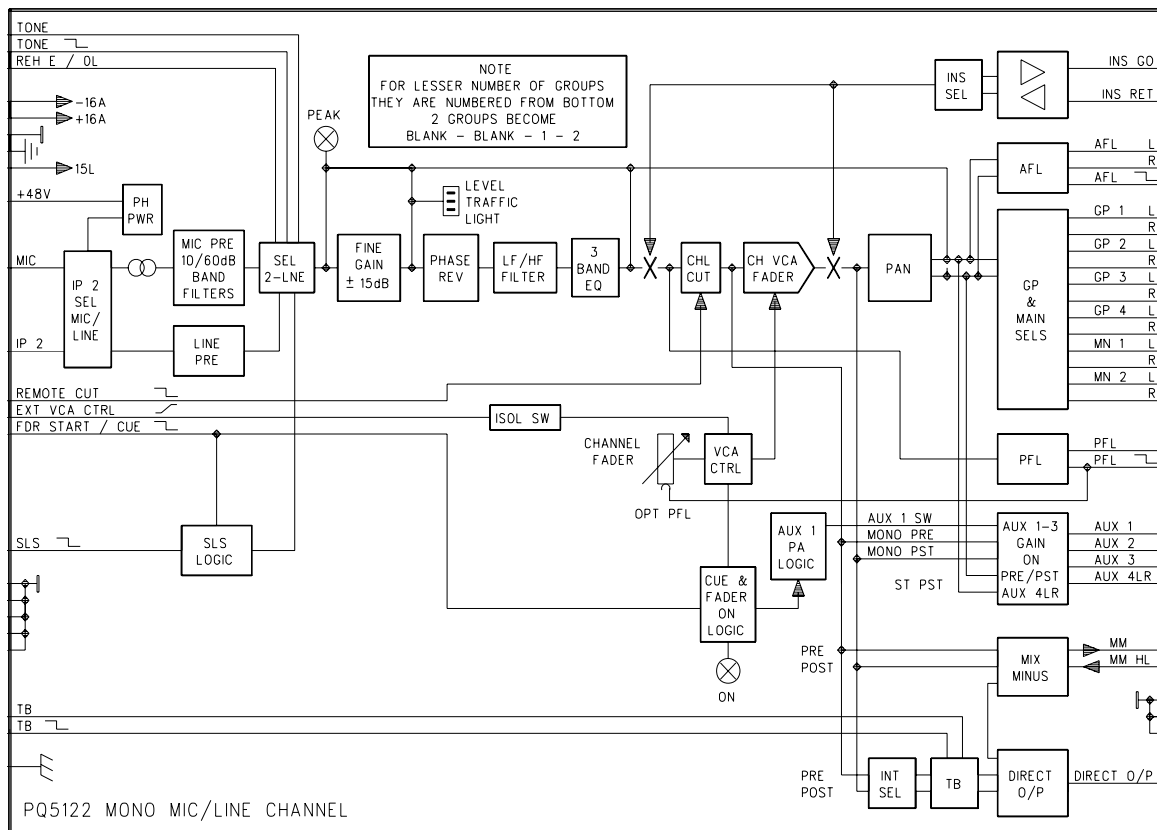 TONE
TONE
REH E / OL
-16A
+16A
15L
+48V
MIC
IP 2
REMOTE CUT
EXT VCA CTRL
FDR START / CUE
SLS
TB
TB
PH
PWR
IP 2
SEL
MIC/
LINE
MIC PRE
10/60dB
BAND
FILTERS
LINE
PRE
SEL
2-LNE
PEAK
NOTE
FOR LESSER NUMBER OF GROUPS
THEY ARE NUMBERED FROM BOTTOM
2 GROUPS BECOME
BLANK - BLANK - 1 - 2
LEVEL
TRAFFIC
LIGHT
FINE
GAIN
± 15dB
PHASE
REV
LF/HF
FILTER
3
BAND
EQ
CHL
CUT
CH VCA
FADER
PAN
INS
SEL
INS GO
INS RET
AFL
AFL L
R
AFL
GP
&
MAIN
SELS
GP 1 L
R
GP 2 L
R
GP 3 L
R
GP 4 L
R
MN 1 L
R
MN 2 L
R
ISOL SW
CHANNEL
FADER
VCA
CTRL
OPT PFL
PFL
PFL
PFL
SLS
LOGIC
AUX 1
PA
LOGIC
AUX 1 SW
MONO PRE
MONO PST
ST PST
AUX 1-3
GAIN
ON
PRE/PST
AUX 4LR
AUX 1
AUX 2
AUX 3
AUX 4LR
CUE &
FADER
ON
LOGIC
ON
PRE
POST
MIX
MINUS
MM
MM HL
PRE
POST
INT
SEL
TB
DIRECT
O/P
DIRECT O/P
PQ5122 MONO MIC/LINE CHANNEL